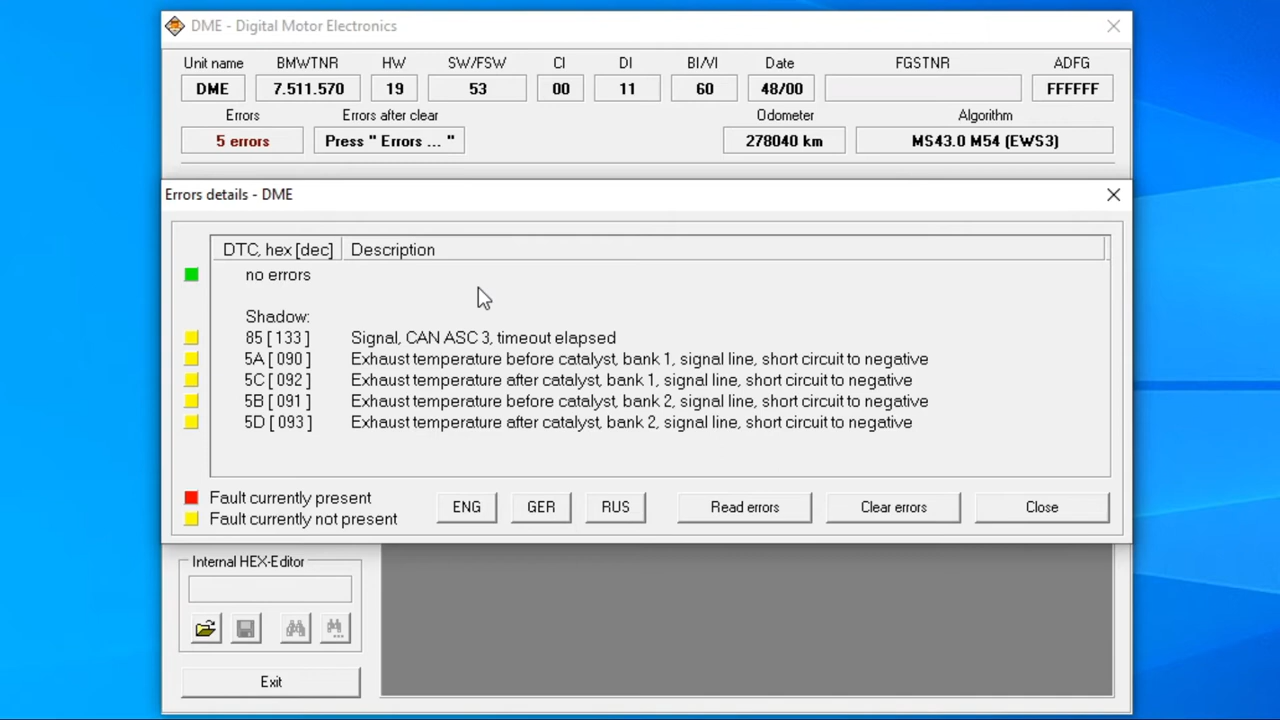 DME - Digital Motor Electronics
Unit name BMWTNR HW SW/FSW CI DI BI/VI Date FGSTNR ADFG
DME 7.511.570 19 53 00 11 60 48/00 FFFFFF
Errors Errors after clear Odometer Algorithm
5 errors Press " Errors ... " 278040 km MS43.0 M54 (EWS3)
Errors details - DME
DTC, hex [dec] Description
no errors
Shadow:
85 [ 133 ] Signal, CAN ASC 3, timeout elapsed
5A [ 090 ] Exhaust temperature before catalyst, bank 1, signal line, short circuit to negative
5C [ 092 ] Exhaust temperature after catalyst, bank 1, signal line, short circuit to negative
5B [ 091 ] Exhaust temperature before catalyst, bank 2, signal line, short circuit to negative
5D [ 093 ] Exhaust temperature after catalyst, bank 2, signal line, short circuit to negative
Fault currently present
Fault currently not present
ENG GER RUS Read errors Clear errors Close
Internal HEX-Editor
Exit